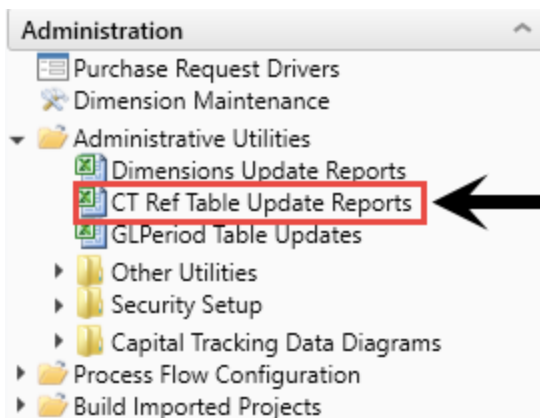 Administration
Purchase Request Drivers
Dimension Maintenance
Administrative Utilities
Dimensions Update Reports
CT Ref Table Update Reports
GLPeriod Table Updates
Other Utilities
Security Setup
Capital Tracking Data Diagrams
Process Flow Configuration
Build Imported Projects